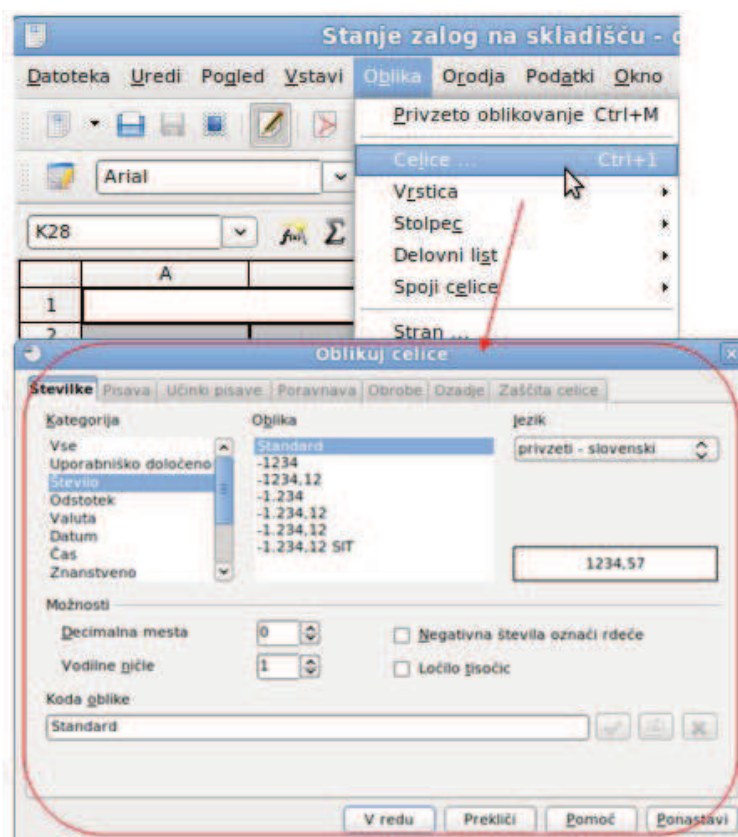 Stanje zalog na skladišču - 
Datoteka Uredi Pogled Vstavi Oblika Orodja Podatki Okno
Privzeto oblikovanje Ctrl+M
Arial
Celice ... Ctrl+1
Vrstica
K28
Stolpec
Delovni list
A
Spoji celice
1
2
Stran ...
Oblikuj celice
Številke Pisava Učinki pisave Poravnava Obrobe Ozadje Zaščita celice
Kategorija Oblika Jezik
Vse
Uporabniško določeno
Število
Odstotek
Valuta
Datum
Čas
Znanstveno
Standard
-1234
-1234,12
-1.234
-1.234,12
-1.234,12
-1.234,12 SIT
privzeti - slovenski
1234,57
Možnosti
Decimalna mesta 0 Negativna števila označi rdeče
Vodilne ničle 1 Ločilo tisočic
Koda oblike
Standard
V redu Prekliči Pomoč Ponastavi